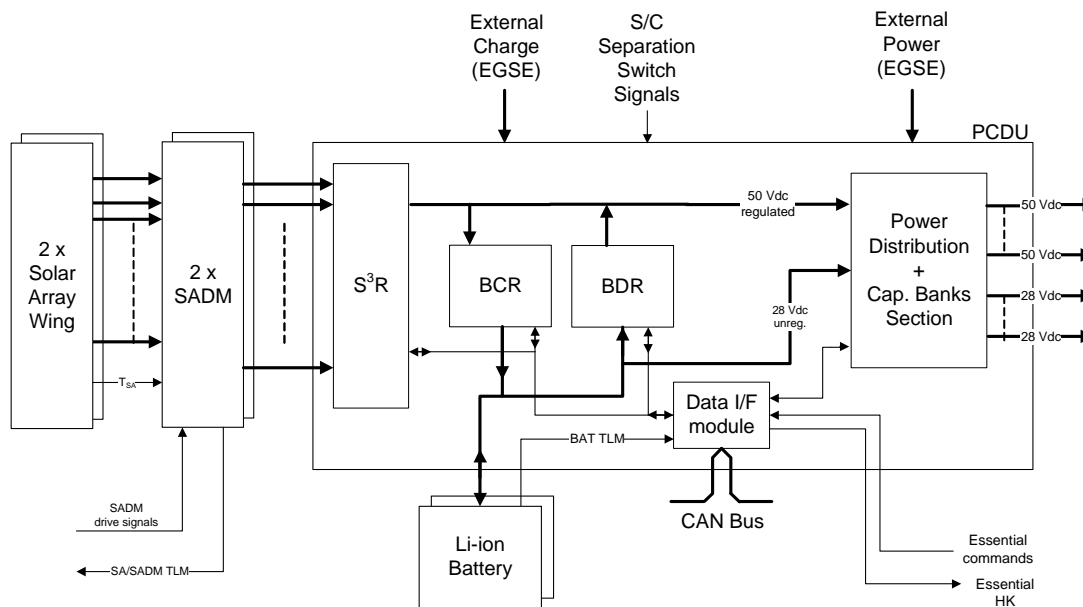 External
Charge
(EGSE)
S/C
Separation
Switch
Signals
External
Power
(EGSE)
PCDU
2 x
Solar
Array
Wing
2 x
SADM
S³R
BCR
BDR
50 Vdc
regulated
28 Vdc
unreg.
Power
Distribution
+
Cap. Banks
Section
50 Vdc
50 Vdc
28 Vdc
28 Vdc
T_SA
Data I/F
module
BAT TLM
CAN Bus
SADM
drive signals
SA/SADM TLM
Li-ion
Battery
Essential
commands
Essential
HK